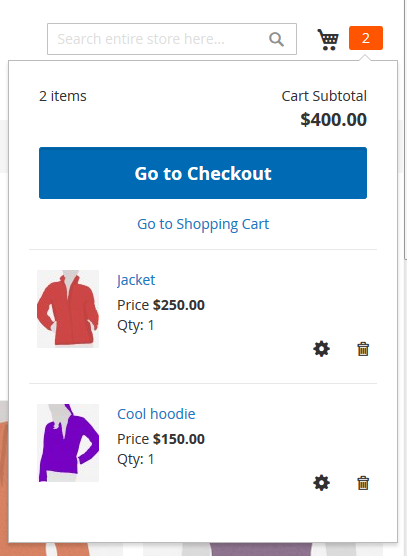 Search entire store here...
2
2 items
Cart Subtotal
$400.00
Go to Checkout
Go to Shopping Cart
Jacket
Price $250.00
Qty: 1
Cool hoodie
Price $150.00
Qty: 1